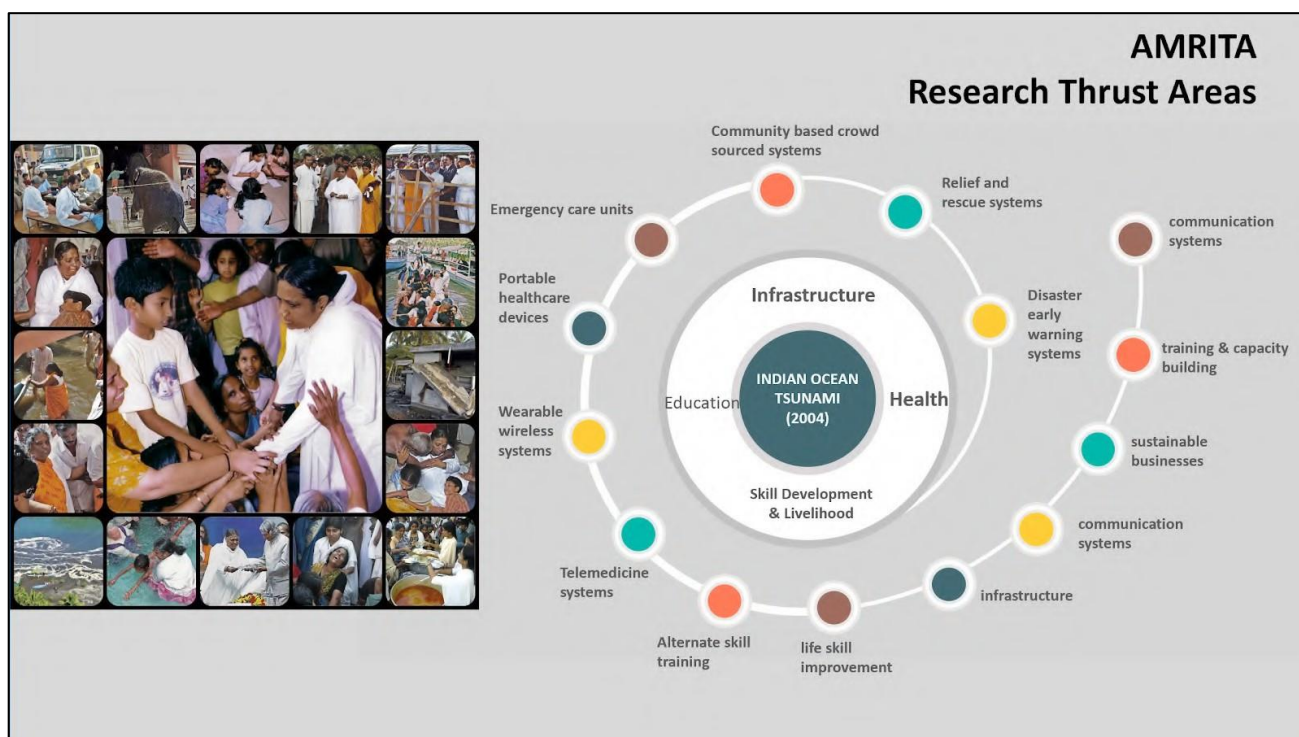 AMRITA
Research Thrust Areas
Community based crowd
sourced systems
Relief and
rescue systems
Emergency care units
communication
systems
Portable
healthcare
devices
Infrastructure
Disaster
early
warning
systems
training & capacity
building
INDIAN OCEAN
TSUNAMI
(2004)
Education
Health
Wearable
wireless
systems
sustainable
businesses
Skill Development
& Livelihood
communication
systems
Telemedicine
systems
infrastructure
Alternate skill
training
life skill
improvement